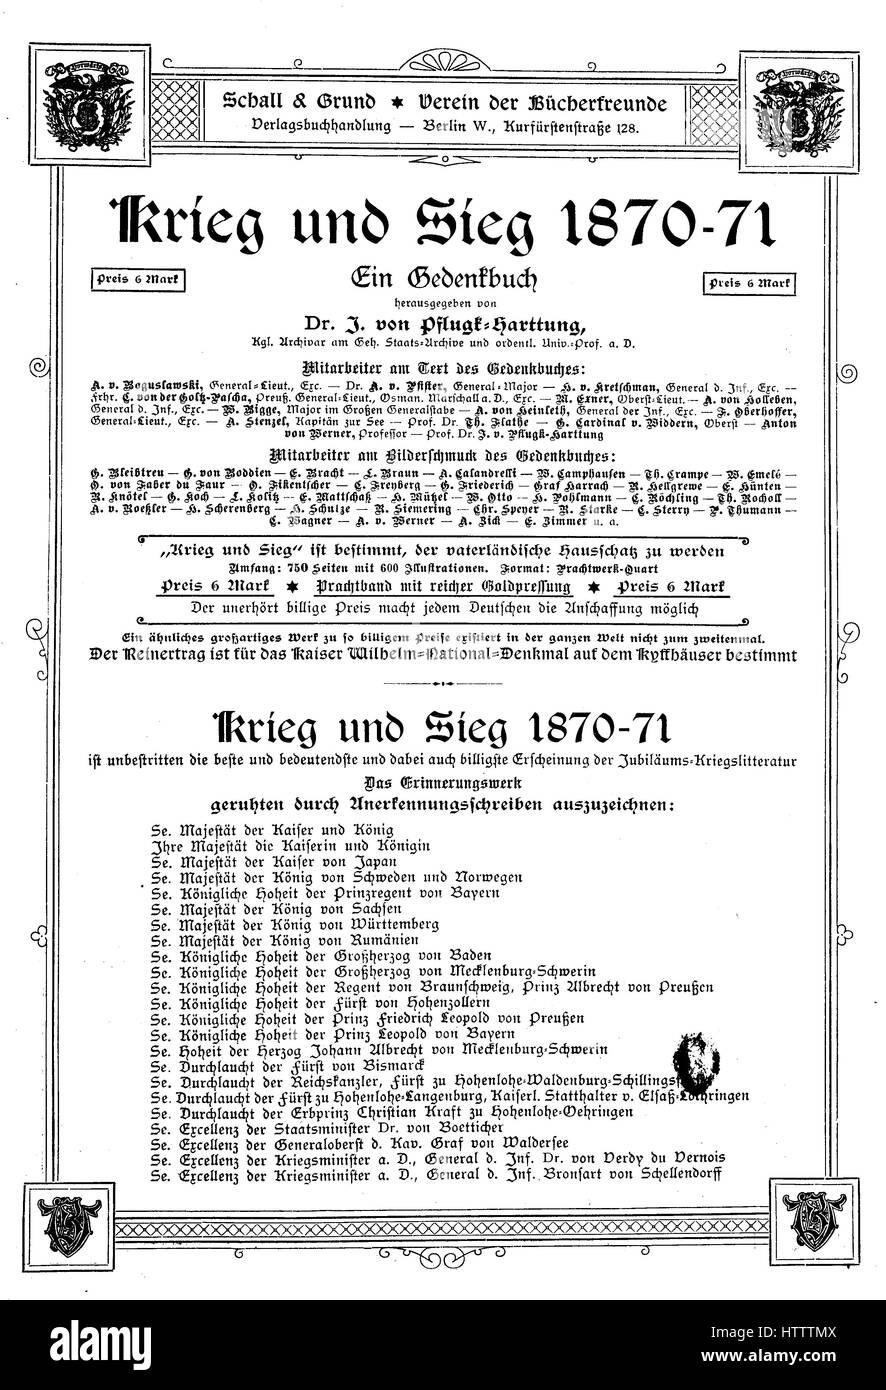 Vorwärts
Vorwärts
Schall & Grund ★ Verein der Bücherfreunde
Verlagsbuchhandlung — Berlin W., Kurfürstenstraße 128.
Krieg und Sieg 1870-71
Preis 6 Mark
Ein Gedenkbuch
Preis 6 Mark
herausgegeben von
Dr. J. von Pflugk-Harttung,
Kgl. Archivar am Geh. Staats-Archive und ordentl. Univ.-Prof. a. D.
Mitarbeiter am Text des Gedenkbuches:
A. v. Boguslawski, General-Lieut., Exc. — Dr. A. v. Pfister, General-Major — H. v. Kretschman, General d. Inf., Exc. —
Frhr. C. von der Goltz-Pascha, Preuß. General-Lieut., Osman. Marschall a. D., Exc. — M. Exner, Oberst-Lieut. — A. von Holleben,
General d. Inf., Exc. — W. Bigge, Major im Großen Generalstabe — A. von Heinleth, General der Inf., Exc. — F. Oberhoffer,
General-Lieut., Exc. — A. Stenzel, Kapitän zur See — Prof. Dr. Th. Flathe — G. Cardinal v. Widdern, Oberst — Anton
von Werner, Professor — Prof. Dr. J. v. Pflugk-Harttung
Mitarbeiter am Bilderschmuck des Gedenkbuches:
G. Bleibtreu — G. von Boddien — E. Bracht — L. Braun — A. Calandrelli — W. Camphausen — Th. Crampe — W. Emelé —
O. von Faber du Faur — O. Fikentscher — C. Freyberg — G. Friederich — Graf Harrach — R. Hellgrewe — E. Hünten —
R. Knötel — G. Koch — L. Kolitz — E. Mattschaß — H. Mützel — W. Otto — H. Pohlmann — C. Röchling — Th. Rocholl —
A. v. Roeßler — H. Scherenberg — A. Schulze — R. Siemering — Chr. Speyer — R. Starke — C. Sterry — P. Thumann —
C. Wagner — A. v. Werner — A. Zick — E. Zimmer u. a.
„Krieg und Sieg“ ist bestimmt, der vaterländische Hausschatz zu werden
Umfang: 750 Seiten mit 600 Illustrationen. Format: Prachtwerk-Quart
Preis 6 Mark ★ Prachtband mit reicher Goldpressung ★ Preis 6 Mark
Der unerhört billige Preis macht jedem Deutschen die Anschaffung möglich
Ein ähnliches großartiges Werk zu so billigem Preise existiert in der ganzen Welt nicht zum zweitenmal.
Der Reinertrag ist für das Kaiser Wilhelm-National-Denkmal auf dem Kyffhäuser bestimmt
Krieg und Sieg 1870-71
ist unbestritten die beste und bedeutendste und dabei auch billigste Erscheinung der Jubiläums-Kriegslitteratur
Das Erinnerungswerk
geruhten durch Anerkennungsschreiben auszuzeichnen:
Se. Majestät der Kaiser und König
Ihre Majestät die Kaiserin und Königin
Se. Majestät der Kaiser von Japan
Se. Majestät der König von Schweden und Norwegen
Se. Königliche Hoheit der Prinzregent von Bayern
Se. Majestät der König von Sachsen
Se. Majestät der König von Württemberg
Se. Majestät der König von Rumänien
Se. Königliche Hoheit der Großherzog von Baden
Se. Königliche Hoheit der Großherzog von Mecklenburg-Schwerin
Se. Königliche Hoheit der Regent von Braunschweig, Prinz Albrecht von Preußen
Se. Königliche Hoheit der Fürst von Hohenzollern
Se. Königliche Hoheit der Prinz Friedrich Leopold von Preußen
Se. Königliche Hoheit der Prinz Leopold von Bayern
Se. Hoheit der Herzog Johann Albrecht von Mecklenburg-Schwerin
Se. Durchlaucht der Fürst von Bismarck
Se. Durchlaucht der Reichskanzler, Fürst zu Hohenlohe-Waldenburg-Schillingsf
Se. Durchlaucht der Fürst zu Hohenlohe-Langenburg, Kaiserl. Statthalter v. Elsaß-Lothringen
Se. Durchlaucht der Erbprinz Christian Kraft zu Hohenlohe-Oehringen
Se. Excellenz der Staatsminister Dr. von Boetticher
Se. Excellenz der Generaloberst d. Kav. Graf von Waldersee
Se. Excellenz der Kriegsminister a. D., General d. Inf. Dr. von Verdy du Vernois
Se. Excellenz der Kriegsminister a. D., General d. Inf. Bronsart von Schellendorff
alamy
Image ID: HTTTMX
www.alamy.com